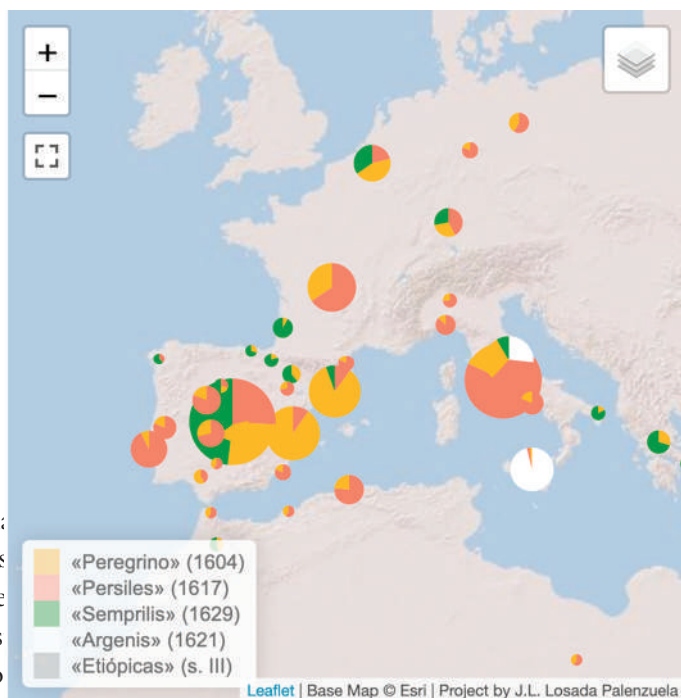 +
−
«Peregrino» (1604)
«Persiles» (1617)
«Semprilis» (1629)
«Argenis» (1621)
«Etiópicas» (s. III)
Leaflet | Base Map © Esri | Project by J.L. Losada Palenzuela